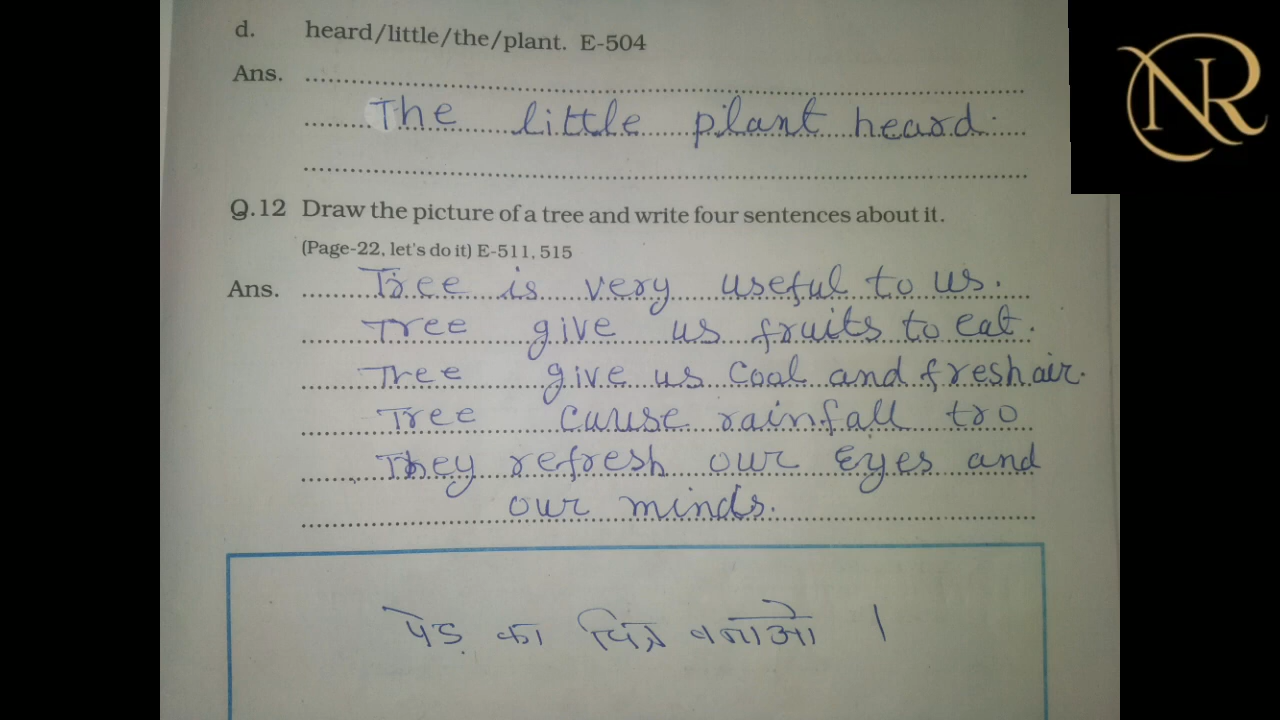 d. heard/little/the/plant. E-504
Ans.
The little plant heard.
Q.12 Draw the picture of a tree and write four sentences about it.
(Page-22, let's do it) E-511, 515
Ans. Tree is very useful to us.
Tree give us fruits to eat.
Tree give us cool and fresh air.
Tree cause rainfall tro
They refresh our Eyes and
our minds.
पेड़ का चित्र बनाओ ।
NR